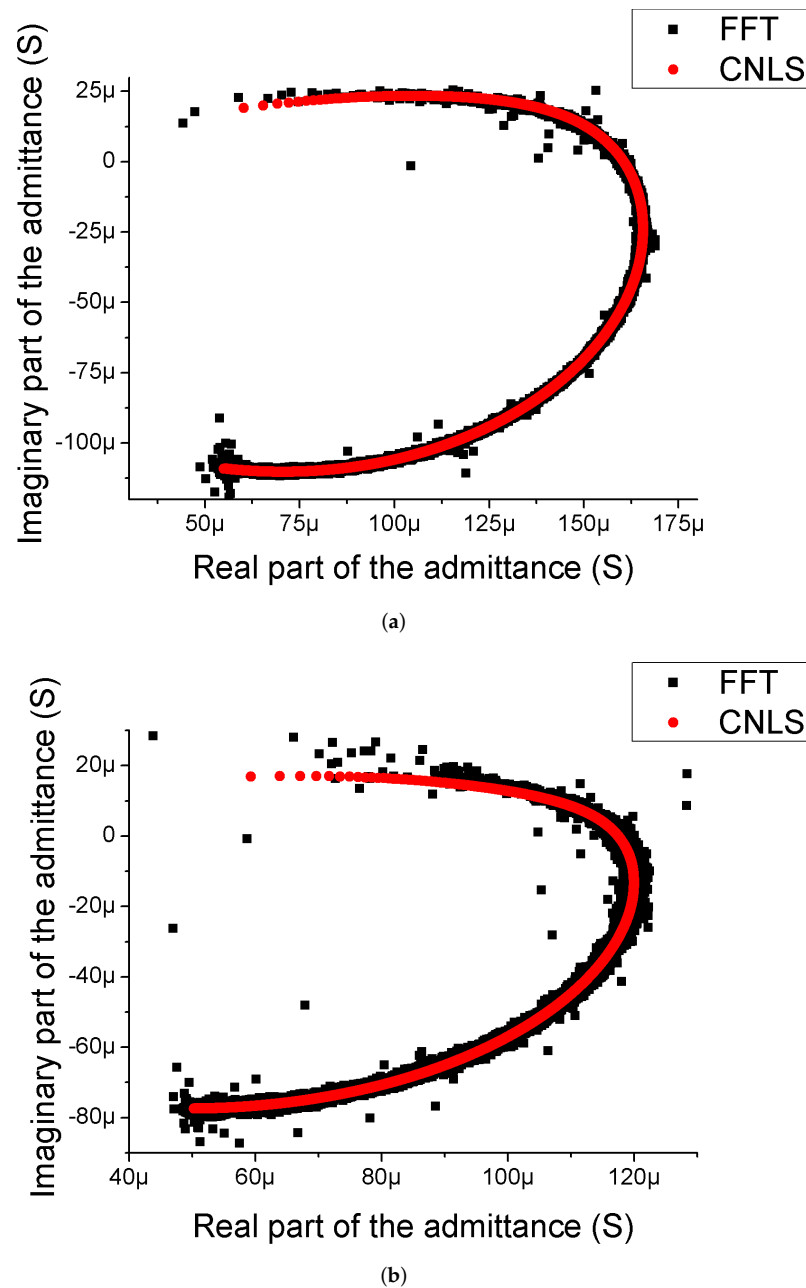 FFT
CNLS
Imaginary part of the admittance (S)
25µ
0
-25µ
-50µ
-75µ
-100µ
50µ 75µ 100µ 125µ 150µ 175µ
Real part of the admittance (S)
(a)
FFT
CNLS
Imaginary part of the admittance (S)
20µ
0
-20µ
-40µ
-60µ
-80µ
40µ 60µ 80µ 100µ 120µ
Real part of the admittance (S)
(b)